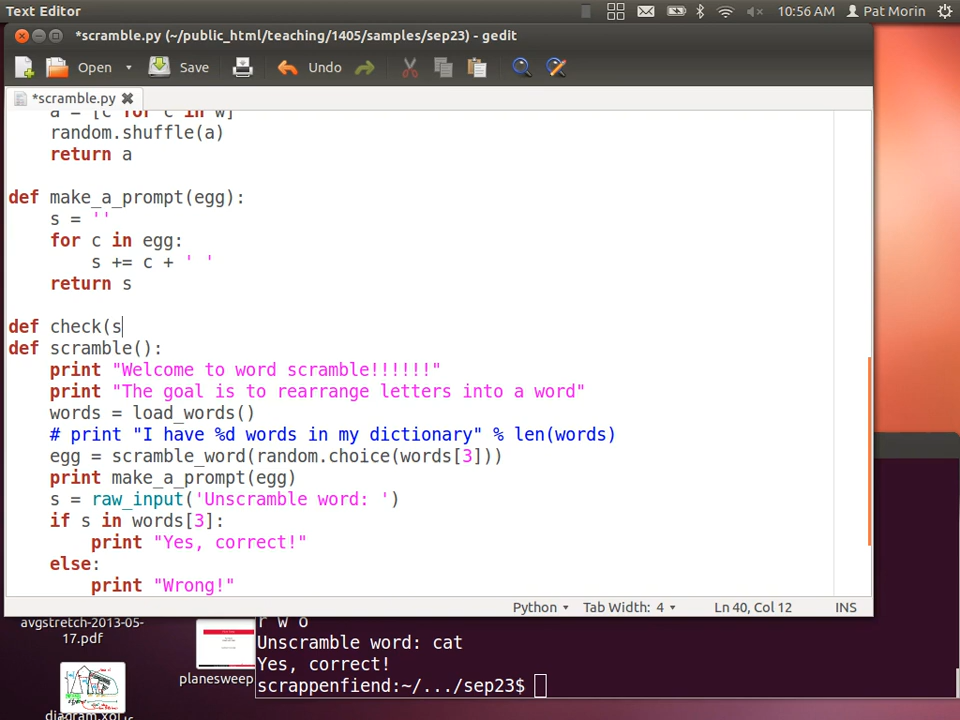 Text Editor
10:56 AM
Pat Morin
*scramble.py (~/public_html/teaching/1405/samples/sep23) - gedit
Open
Save
Undo
*scramble.py
a = [c for c in w]
random.shuffle(a)
return a
def make_a_prompt(egg):
s = ''
for c in egg:
s += c + ' '
return s
def check(s
def scramble():
print "Welcome to word scramble!!!!!!"
print "The goal is to rearrange letters into a word"
words = load_words()
# print "I have %d words in my dictionary" % len(words)
egg = scramble_word(random.choice(words[3]))
print make_a_prompt(egg)
s = raw_input('Unscramble word: ')
if s in words[3]:
print "Yes, correct!"
else:
print "Wrong!"
Python
Tab Width: 4
Ln 40, Col 12
INS
avgstretch-2013-05-
17.pdf
planesweep
diagram.xoj
r w o
Unscramble word: cat
Yes, correct!
scrappenfiend:~/.../sep23$